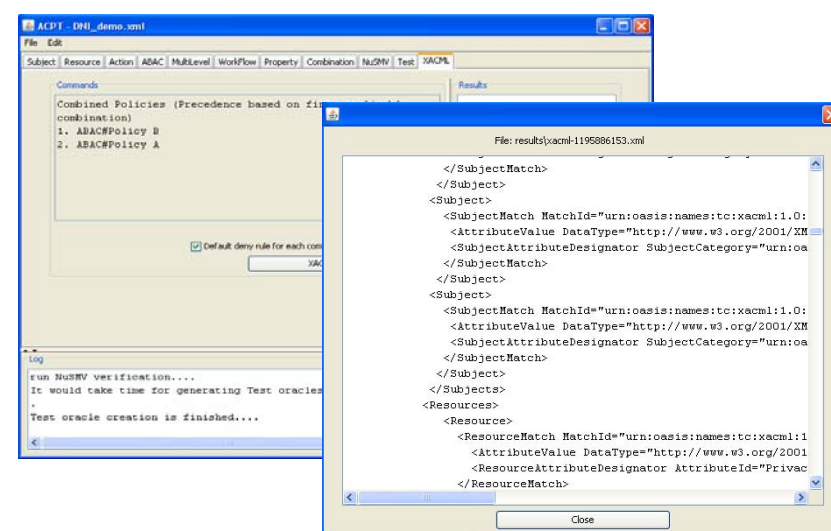 ACPT - DNI_demo.xml
File Edit
Subject Resource Action ABAC MultiLevel Workflow Property Combination NuSMV Test XACML
Commands
Results
Combined Policies (Precedence based on
combination)
1. ABAC#Policy B
2. ABAC#Policy A
Default deny rule for each
Log
run NuSMV verification....
It would take time for generating Test oracles
.
Test oracle creation is finished....
File: results\xacml-1195886153.xml
</SubjectMatch>
</Subject>
<Subject>
<SubjectMatch MatchId="urn:oasis:names:tc:xacml:1.0:
<AttributeValue DataType="http://www.w3.org/2001/XM
<SubjectAttributeDesignator SubjectCategory="urn:oa
</SubjectMatch>
</Subject>
<Subject>
<SubjectMatch MatchId="urn:oasis:names:tc:xacml:1.0:
<AttributeValue DataType="http://www.w3.org/2001/XM
<SubjectAttributeDesignator SubjectCategory="urn:oa
</SubjectMatch>
</Subject>
</Subjects>
<Resources>
<Resource>
<ResourceMatch MatchId="urn:oasis:names:tc:xacml:1
<AttributeValue DataType="http://www.w3.org/2001
<ResourceAttributeDesignator AttributeId="Privac
</ResourceMatch>
Close